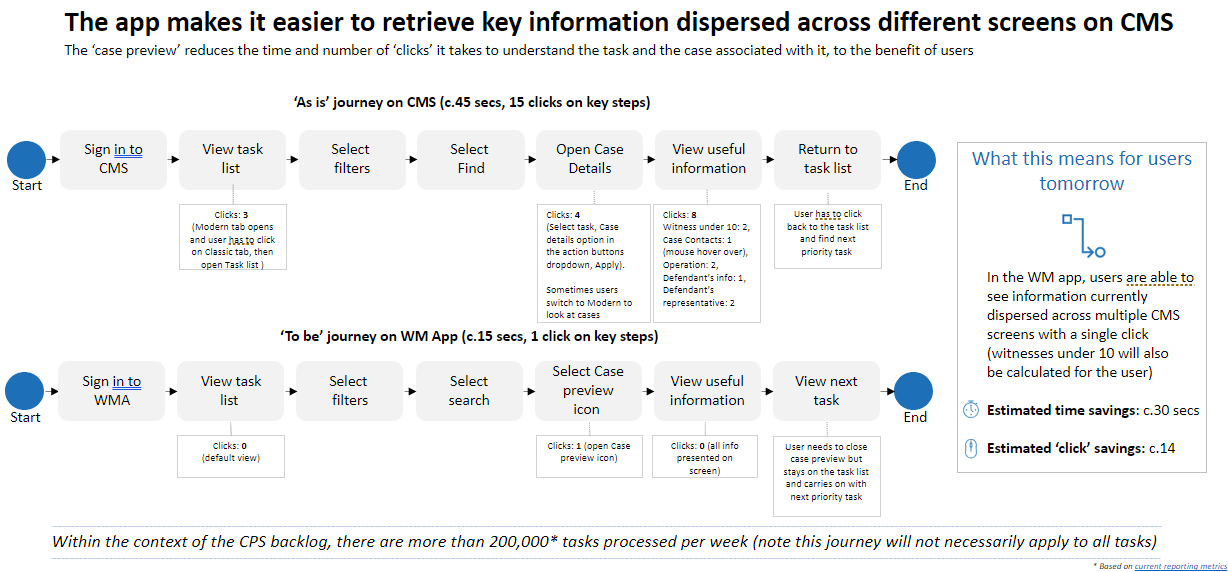 The app makes it easier to retrieve key information dispersed across different screens on CMS
The 'case preview' reduces the time and number of 'clicks' it takes to understand the task and the case associated with it, to the benefit of users
'As is' journey on CMS (c.45 secs, 15 clicks on key steps)
Start
Sign in to
CMS
View task
list
Select
filters
Select
Find
Open Case
Details
View useful
information
Return to
task list
End
Clicks: 3
(Modern tab opens
and user has to click
on Classic tab, then
open Task list )
Clicks: 4
(Select task, Case
details option in
the action buttons
dropdown, Apply).
Sometimes users
switch to Modern to
look at cases
Clicks: 8
Witness under 10: 2,
Case Contacts: 1
(mouse hover over),
Operation: 2,
Defendant's info: 1,
Defendant's
representative: 2
User has to click
back to the task list
and find next
priority task
'To be' journey on WM App (c.15 secs, 1 click on key steps)
Start
Sign in to
WMA
View task
list
Select
filters
Select
search
Select Case
preview
icon
View useful
information
View next
task
End
Clicks: 0
(default view)
Clicks: 1 (open Case
preview icon)
Clicks: 0 (all info
presented on
screen)
User needs to close
case preview but
stays on the task list
and carries on with
next priority task
What this means for users
tomorrow
In the WM app, users are able to
see information currently
dispersed across multiple CMS
screens with a single click
(witnesses under 10 will also
be calculated for the user)
Estimated time savings: c.30 secs
Estimated 'click' savings: c.14
Within the context of the CPS backlog, there are more than 200,000* tasks processed per week (note this journey will not necessarily apply to all tasks)
* Based on current reporting metrics